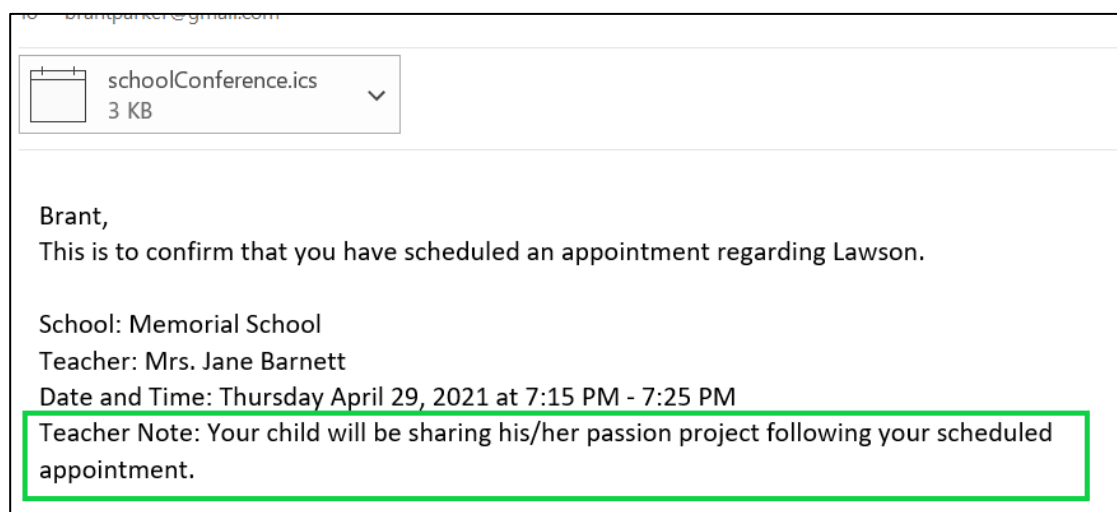 schoolConference.ics
3 KB
Brant,
This is to confirm that you have scheduled an appointment regarding Lawson.
School: Memorial School
Teacher: Mrs. Jane Barnett
Date and Time: Thursday April 29, 2021 at 7:15 PM - 7:25 PM
Teacher Note: Your child will be sharing his/her passion project following your scheduled
appointment.